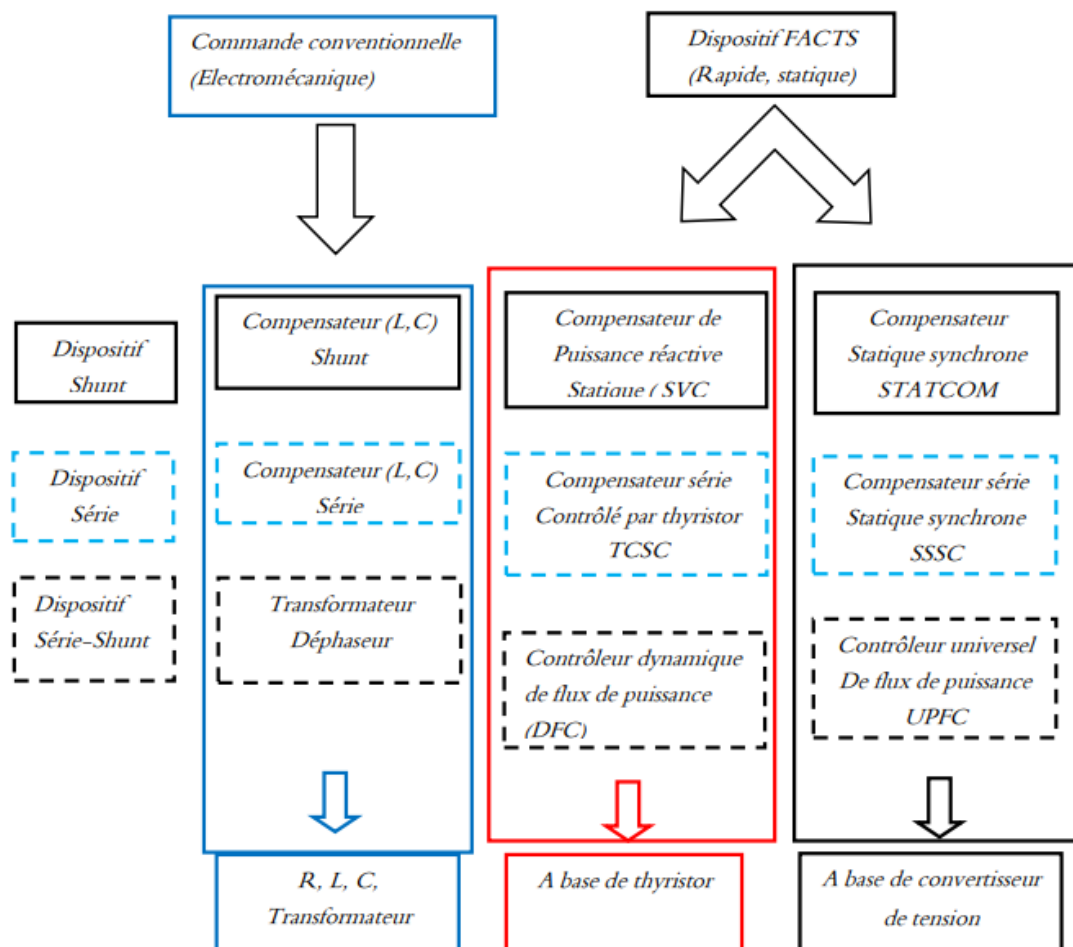 Commande conventionnelle
(Electromécanique)
Dispositif FACTS
(Rapide, statique)
Dispositif
Shunt
Compensateur (L,C)
Shunt
Compensateur de
Puissance réactive
Statique ( SVC
Compensateur
Statique synchrone
STATCOM
Dispositif
Série
Compensateur (L,C)
Série
Compensateur série
Contrôlé par thyristor
TCSC
Compensateur série
Statique synchrone
SSSC
Dispositif
Série-Shunt
Transformateur
Déphaseur
Contrôleur dynamique
de flux de puissance
(DFC)
Contrôleur universel
De flux de puissance
UPFC
R, L, C,
Transformateur
A base de thyristor
A base de convertisseur
de tension